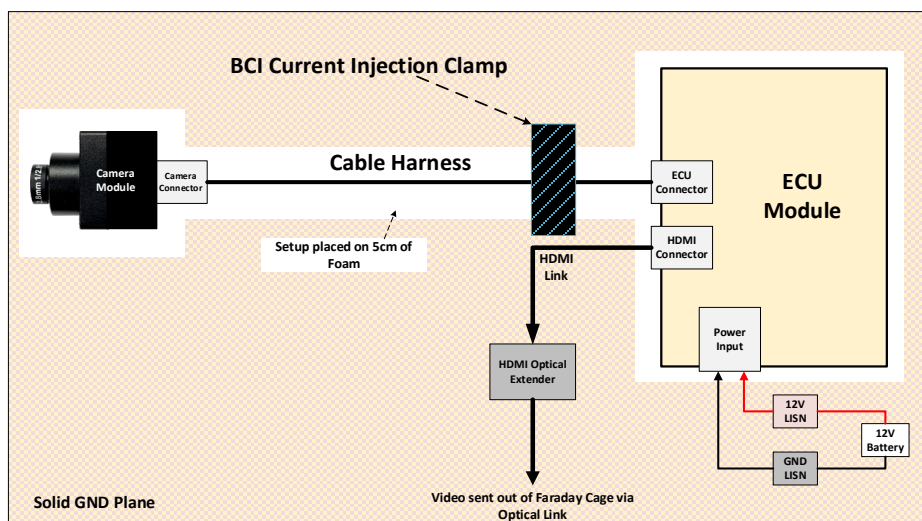 BCI Current Injection Clamp
Cable Harness
Camera
Module
Camera
Connector
ECU
Connector
ECU
Module
HDMI
Connector
Setup placed on 5cm of
Foam
HDMI
Link
Power
Input
HDMI Optical
Extender
12V
LISN
12V
Battery
GND
LISN
Solid GND Plane
Video sent out of Faraday Cage via
Optical Link